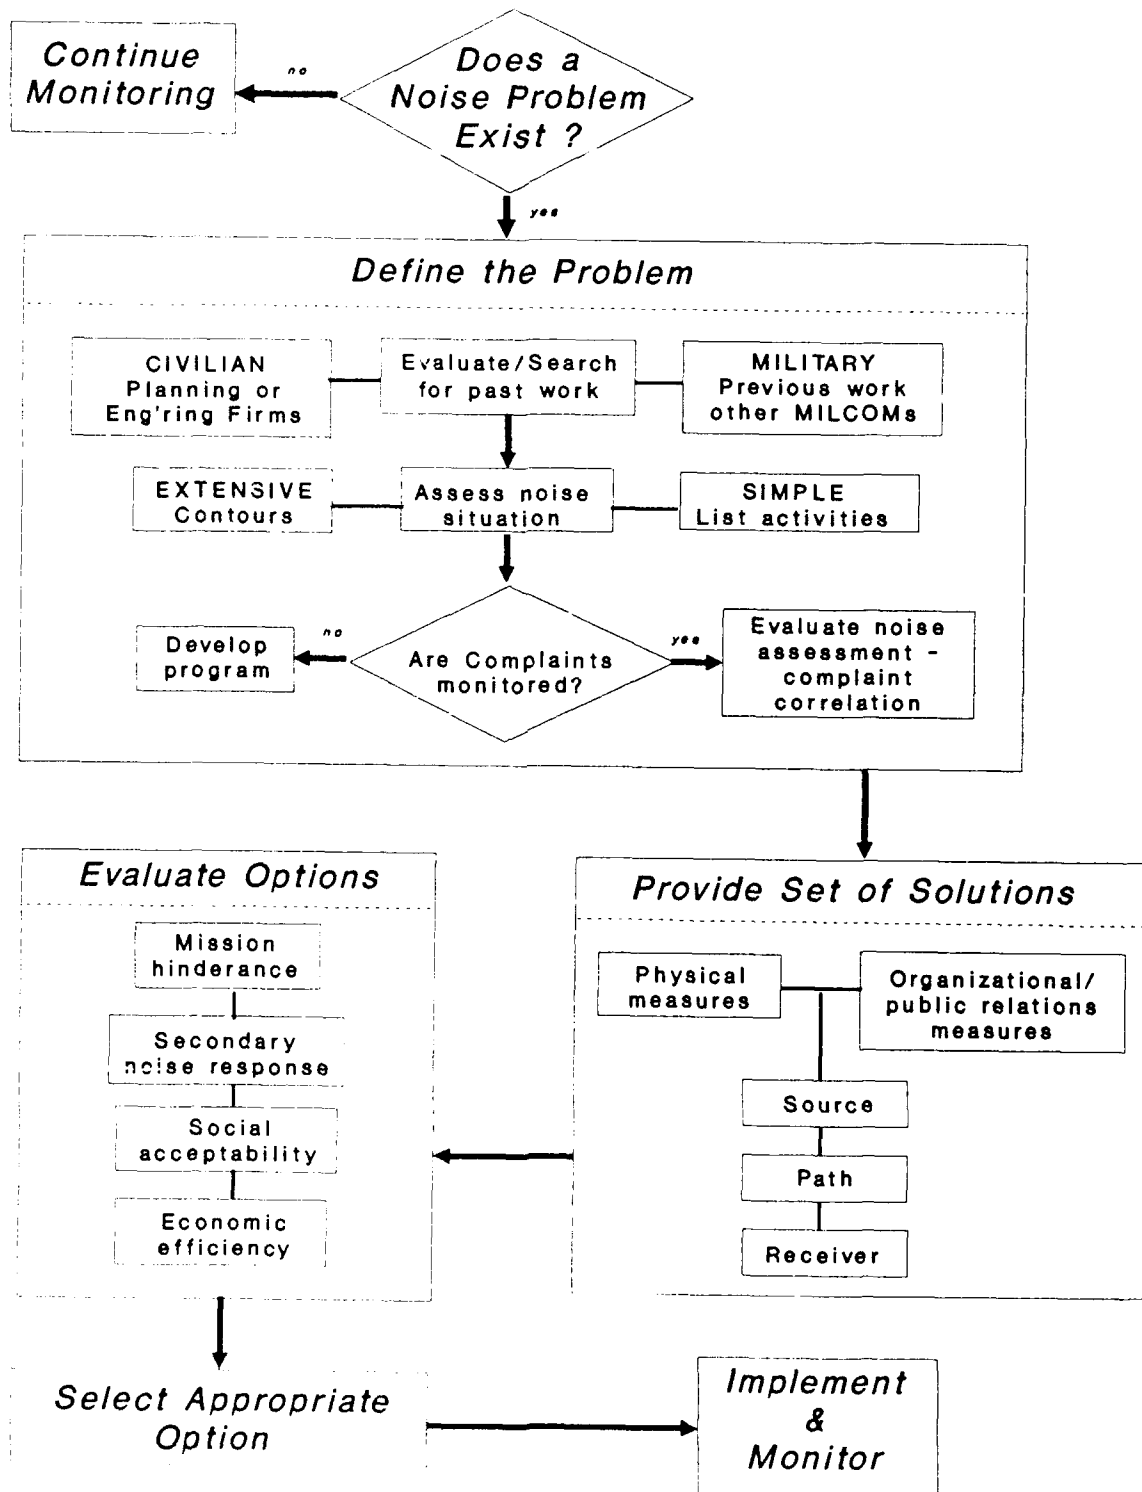 Continue
Monitoring
no
Does a
Noise Problem
Exist ?
yes
Define the Problem
CIVILIAN
Planning or
Eng'ring Firms
Evaluate/Search
for past work
MILITARY
Previous work
other MILCOMs
EXTENSIVE
Contours
Assess noise
situation
SIMPLE
List activities
Develop
program
no
Are Complaints
monitored?
yes
Evaluate noise
assessment -
complaint
correlation
Evaluate Options
Mission
hinderance
Secondary
noise response
Social
acceptability
Economic
efficiency
Provide Set of Solutions
Physical
measures
Organizational/
public relations
measures
Source
Path
Receiver
Select Appropriate
Option
Implement
&
Monitor